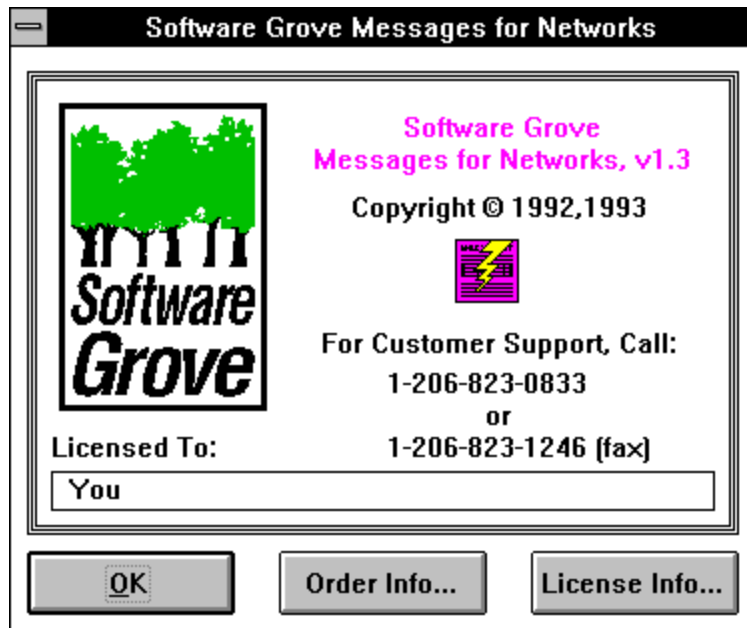 Software Grove Messages for Networks
Software
Grove
Software Grove
Messages for Networks, v1.3
Copyright © 1992,1993
For Customer Support, Call:
1-206-823-0833
or
1-206-823-1246 (fax)
Licensed To:
You
OK
Order Info...
License Info...